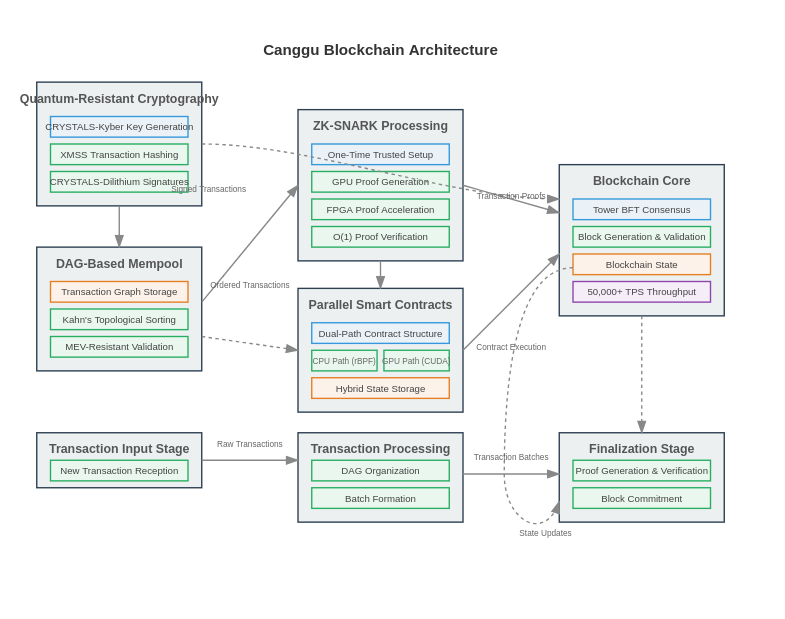 Canggu Blockchain Architecture
Quantum-Resistant Cryptography
CRYSTALS-Kyber Key Generation
XMSS Transaction Hashing
CRYSTALS-Dilithium Signatures
Signed Transactions
DAG-Based Mempool
Transaction Graph Storage
Kahn's Topological Sorting
MEV-Resistant Validation
Ordered Transactions
ZK-SNARK Processing
One-Time Trusted Setup
GPU Proof Generation
FPGA Proof Acceleration
O(1) Proof Verification
Transaction Proofs
Parallel Smart Contracts
Dual-Path Contract Structure
CPU Path (rBPF)
GPU Path (CUDA)
Hybrid State Storage
Contract Execution
Blockchain Core
Tower BFT Consensus
Block Generation & Validation
Blockchain State
50,000+ TPS Throughput
Transaction Input Stage
New Transaction Reception
Raw Transactions
Transaction Processing
DAG Organization
Batch Formation
Transaction Batches
Finalization Stage
Proof Generation & Verification
Block Commitment
State Updates